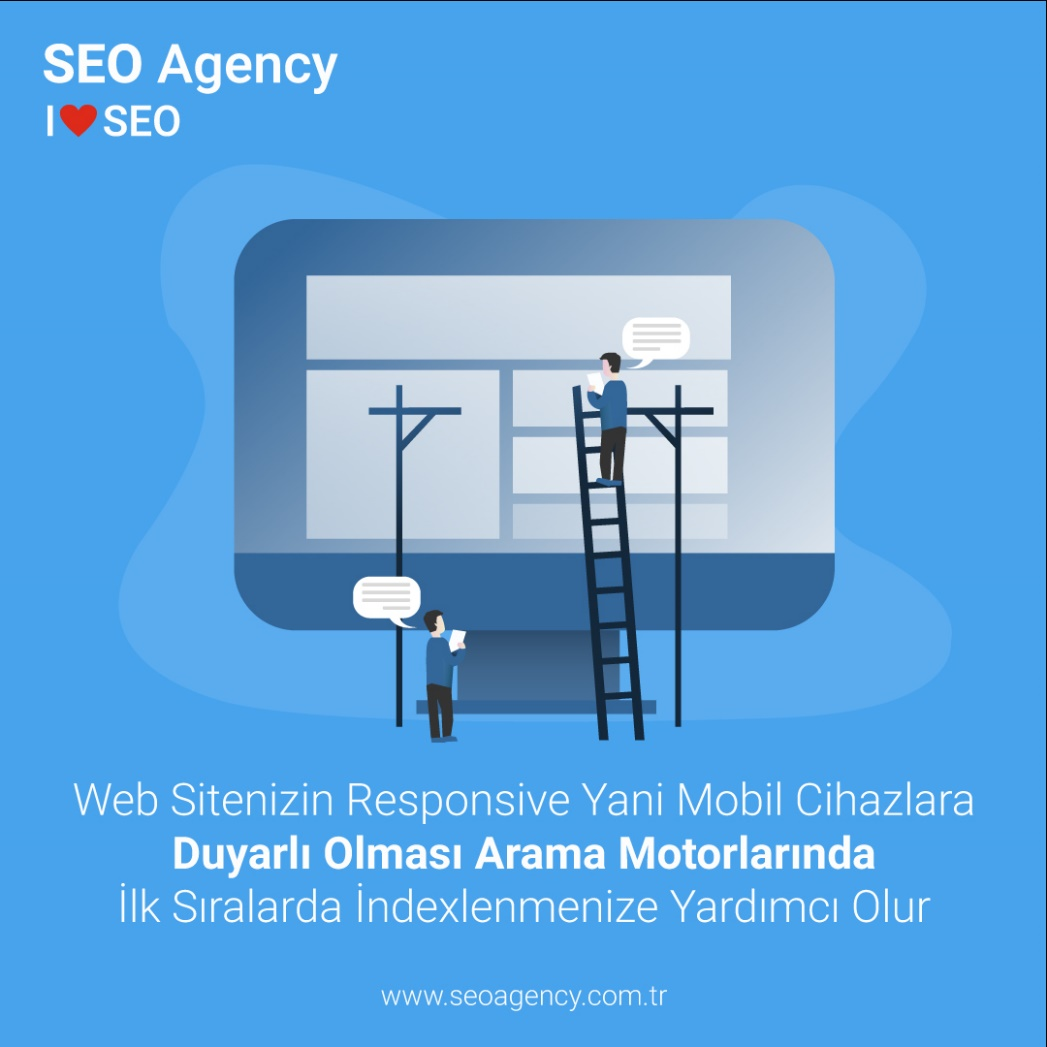 SEO Agency
I❤SEO
Web Sitenizin Responsive Yani Mobil Cihazlara
Duyarlı Olması Arama Motorlarında
İlk Sıralarda İndexlenmenize Yardımcı Olur
www.seoagency.com.tr